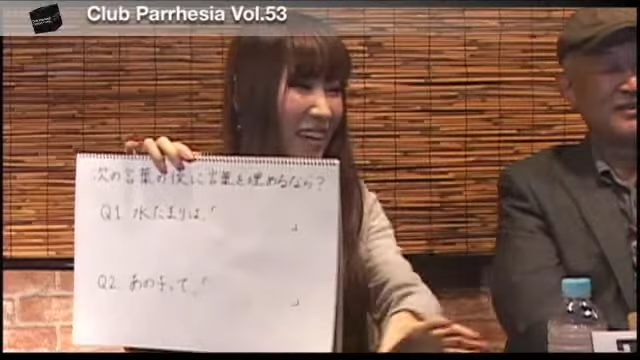 Club Parrhesia Vol.53
次の言葉の後に言葉を埋めるなら?
Q1 水たまりは、「
」
Q2. あの子って、「
」